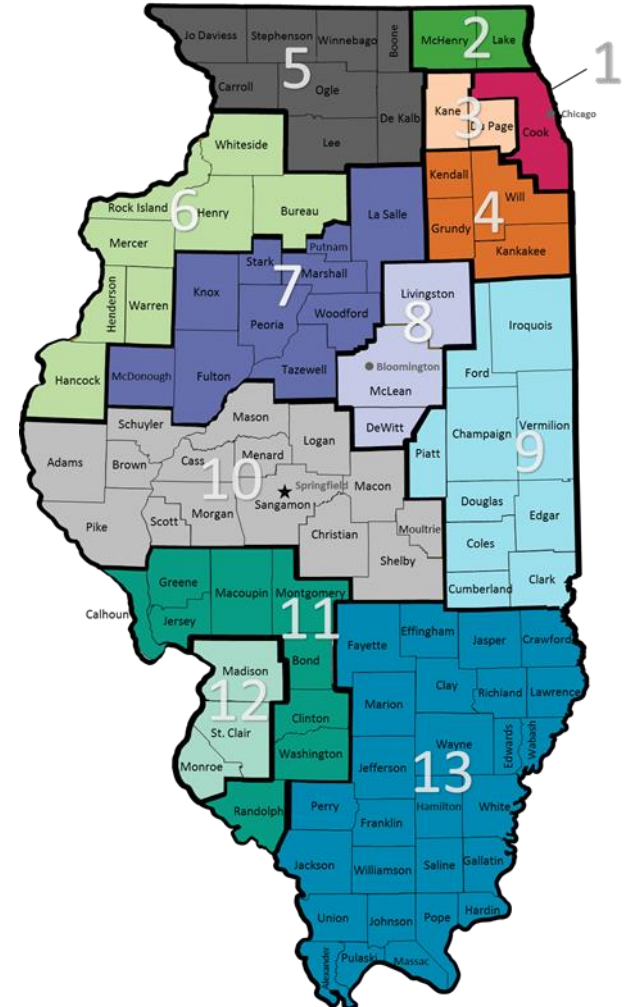 Jo Daviess Stephenson Winnebago Boone McHenry Lake
2
1
5
Carroll Ogle De Kalb Kane Du Page Cook Chicago
3
Lee
Whiteside
Kendall Will
4
Rock Island Henry Bureau La Salle
6
Mercer Grundy Kankakee
Putnam
Stark Marshall
7
Henderson Warren Knox Livingston
8
Peoria Woodford Iroquois
Hancock McDonough Fulton Tazewell Bloomington Ford
McLean
Mason DeWitt
Schuyler Logan Champaign Vermilion
9
Adams Brown Cass Menard Piatt
10
Springfield Macon
Pike Scott Morgan Sangamon Douglas Edgar
Christian Moultrie
Coles
Shelby
Greene Macoupin Montgomery Cumberland Clark
Calhoun Jersey
11
Fayette Effingham Jasper Crawford
Madison Bond
12
Clay Richland Lawrence
Marion
St. Clair Clinton
Wayne Edwards Wabash
Monroe Washington
Jefferson
13
Randolph Perry Hamilton White
Franklin
Jackson Williamson Saline Gallatin
Union Johnson Pope Hardin
Alexander Pulaski Massac